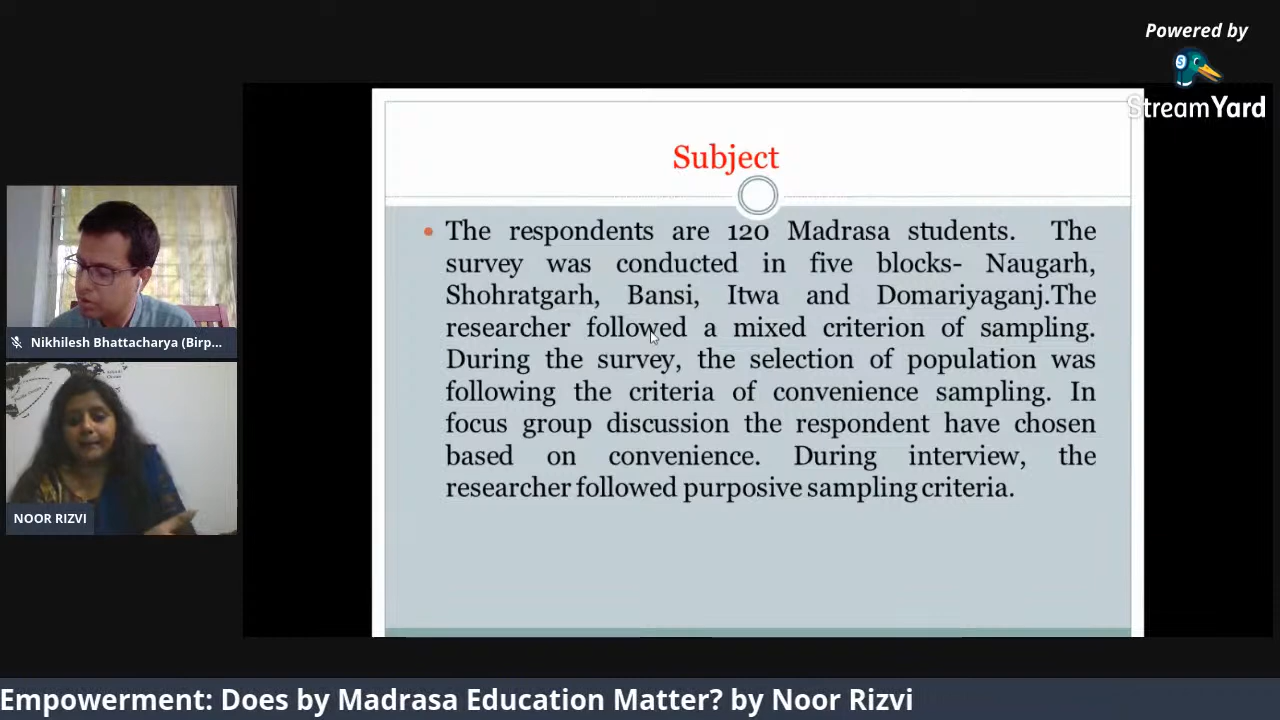 Powered by
StreamYard
Subject
• The respondents are 120 Madrasa students. The
survey was conducted in five blocks- Naugarh,
Shohratgarh, Bansi, Itwa and Domariyaganj.The
researcher followed a mixed criterion of sampling.
During the survey, the selection of population was
following the criteria of convenience sampling. In
focus group discussion the respondent have chosen
based on convenience. During interview, the
researcher followed purposive sampling criteria.
Nikhilesh Bhattacharya (Birp...
NOOR RIZVI
Empowerment: Does by Madrasa Education Matter? by Noor Rizvi